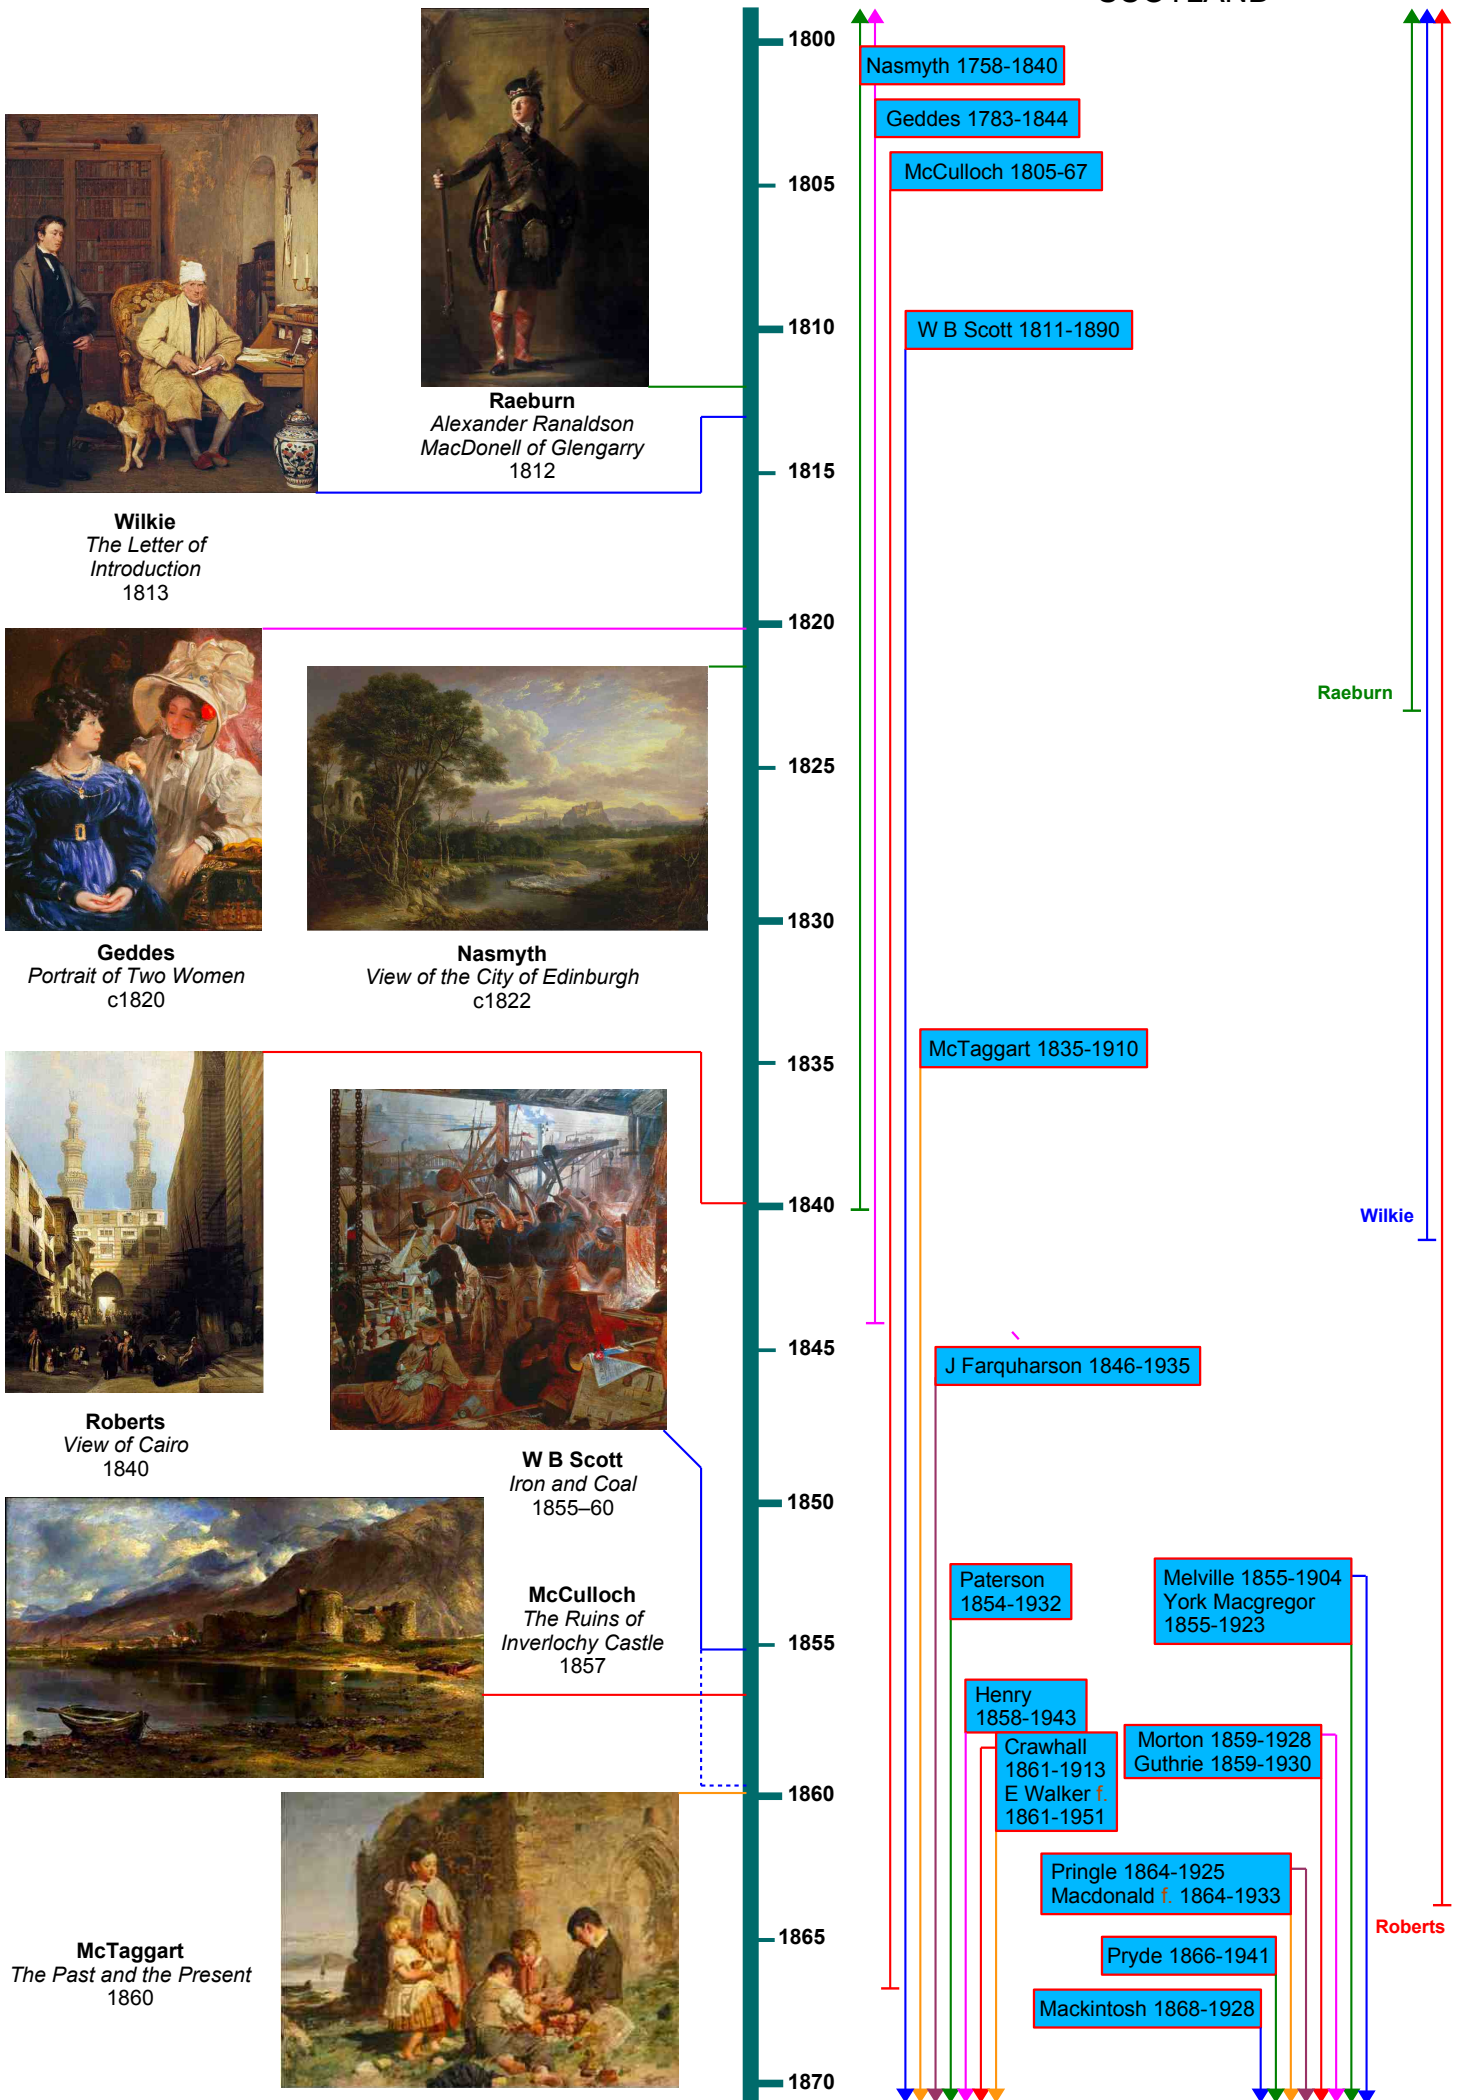 SCOTLAND
1800
Nasmyth 1758-1840
Geddes 1783-1844
McCulloch 1805-67
1805
W B Scott 1811-1890
1810
Raeburn
Alexander Ranaldson
MacDonell of Glengarry
1812
1815
Wilkie
The Letter of
Introduction
1813
1820
Raeburn
1825
1830
Geddes
Portrait of Two Women
c1820
Nasmyth
View of the City of Edinburgh
c1822
McTaggart 1835-1910
1835
1840
Wilkie
1845
J Farquharson 1846-1935
Roberts
View of Cairo
1840
W B Scott
Iron and Coal
1855–60
1850
McCulloch
The Ruins of
Inverlochy Castle
1857
Paterson
1854-1932
Melville 1855-1904
York Macgregor
1855-1923
1855
Henry
1858-1943
Crawhall
1861-1913
E Walker f.
1861-1951
Morton 1859-1928
Guthrie 1859-1930
1860
Pringle 1864-1925
Macdonald f. 1864-1933
Roberts
1865
Pryde 1866-1941
McTaggart
The Past and the Present
1860
Mackintosh 1868-1928
1870